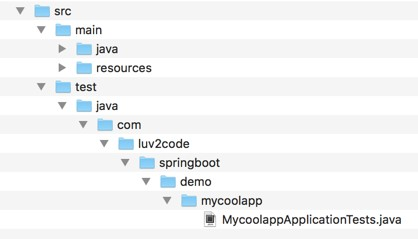 src
main
java
resources
test
java
com
luv2code
springboot
demo
mycoolapp
MycoolappApplicationTests.java